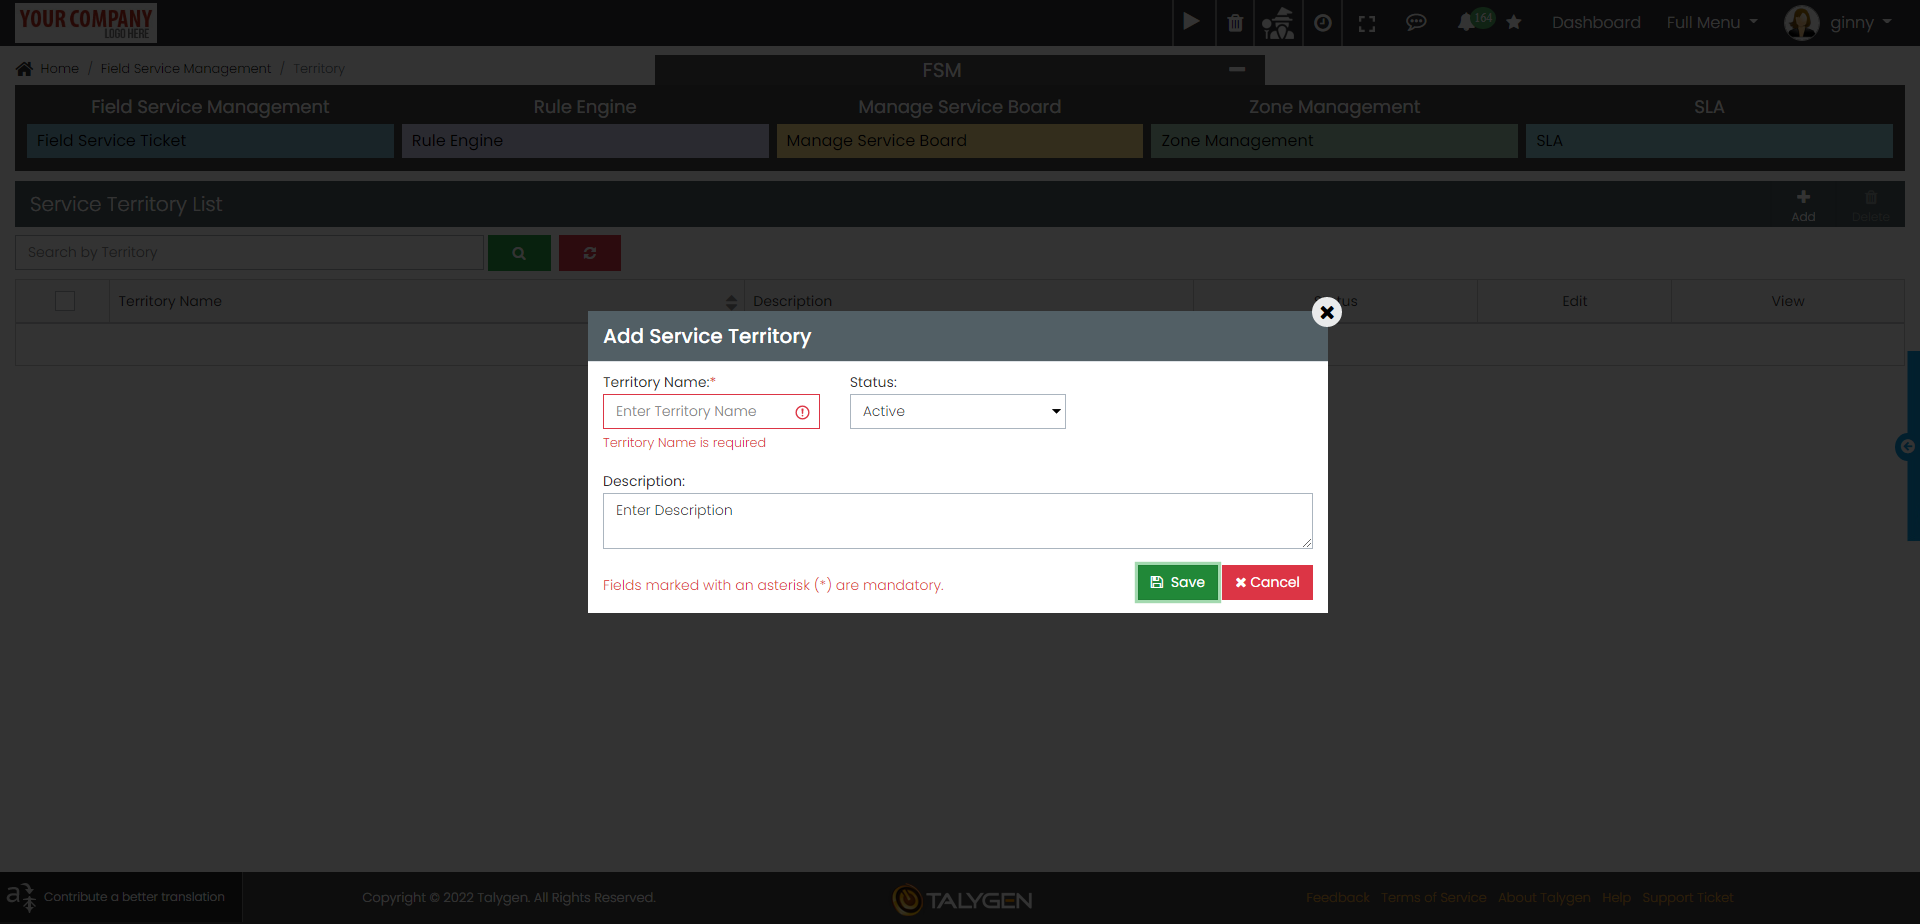 YOUR COMPANY
LOGO HERE
164
Dashboard
Full Menu
ginny
Home / Field Service Management / Territory
FSM
Field Service Management
Rule Engine
Manage Service Board
Zone Management
SLA
Field Service Ticket
Rule Engine
Manage Service Board
Zone Management
SLA
Service Territory List
Add
Delete
Search by Territory
Territory Name
Description
Edit
View
Add Service Territory
Territory Name:*
Status:
Enter Territory Name
Active
Territory Name is required
Description:
Enter Description
Fields marked with an asterisk (*) are mandatory.
Save
Cancel
Contribute a better translation
Copyright © 2022 Talygen. All Rights Reserved.
TALYGEN
Feedback Terms of Service About Talygen Help Support Ticket